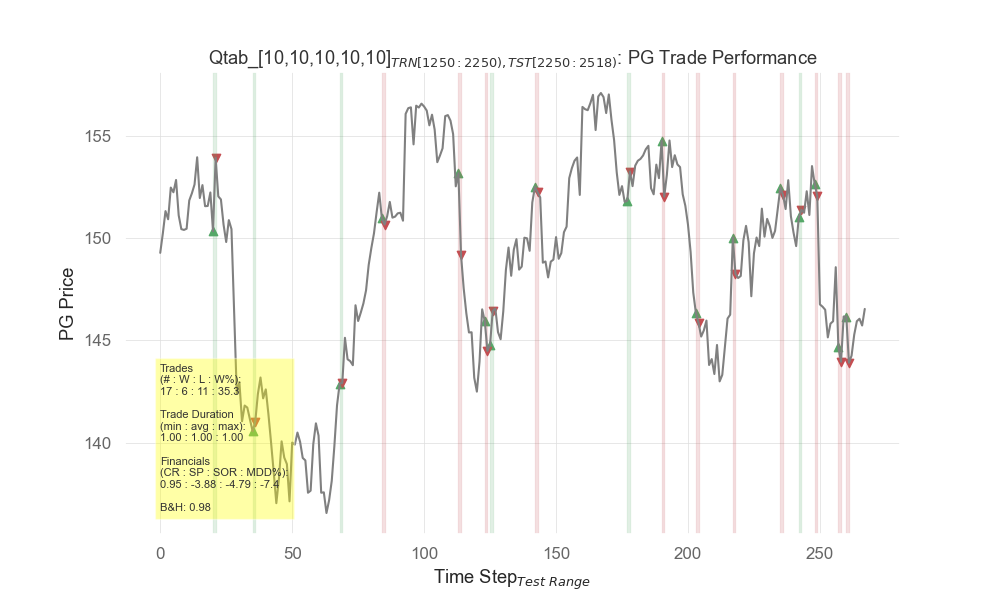 Qtab_[10,10,10,10,10]TRN[1250:2250),TST[2250:2518): PG Trade Performance
155
150
145
140
PG Price
Trades
(# : W : L : W%):
17 : 6 : 11 : 35.3
Trade Duration
(min : avg : max):
1.00 : 1.00 : 1.00
Financials
(CR : SP : SOR : MDD%):
0.95 : -3.88 : -4.79 : -7.4
B&H: 0.98
0 50 100 150 200 250
Time Step Test Range